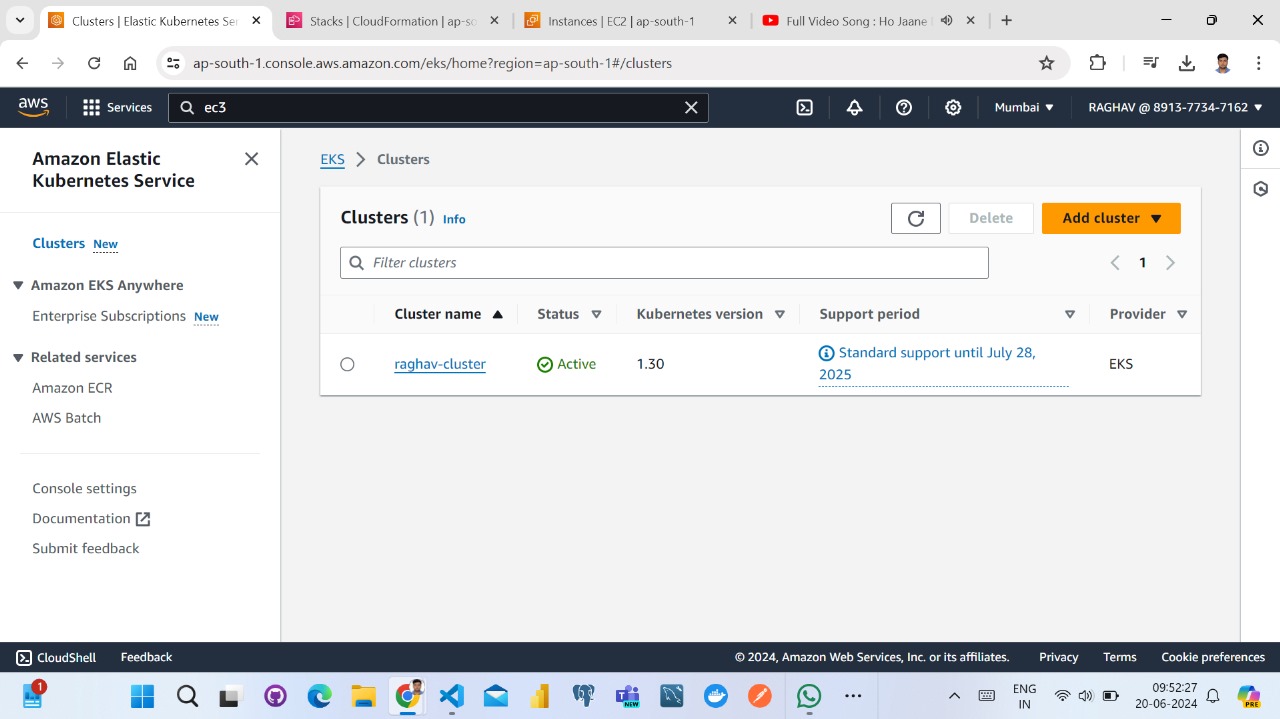 Clusters | Elastic Kubernetes Ser
Stacks | CloudFormation | ap-so
Instances | EC2 | ap-south-1
Full Video Song : Ho Jaane
ap-south-1.console.aws.amazon.com/eks/home?region=ap-south-1#/clusters
aws
Services
ec3
Mumbai
RAGHAV @ 8913-7734-7162
Amazon Elastic
Kubernetes Service
Clusters New
Amazon EKS Anywhere
Enterprise Subscriptions New
Related services
Amazon ECR
AWS Batch
Console settings
Documentation
Submit feedback
EKS
Clusters
Clusters (1) Info
Delete
Add cluster
Filter clusters
1
Cluster name
Status
Kubernetes version
Support period
Provider
raghav-cluster
Active
1.30
Standard support until July 28,
2025
EKS
CloudShell
Feedback
© 2024, Amazon Web Services, Inc. or its affiliates.
Privacy
Terms
Cookie preferences
1
NEW
ENG
IN
09:52:27
20-06-2024
PRE